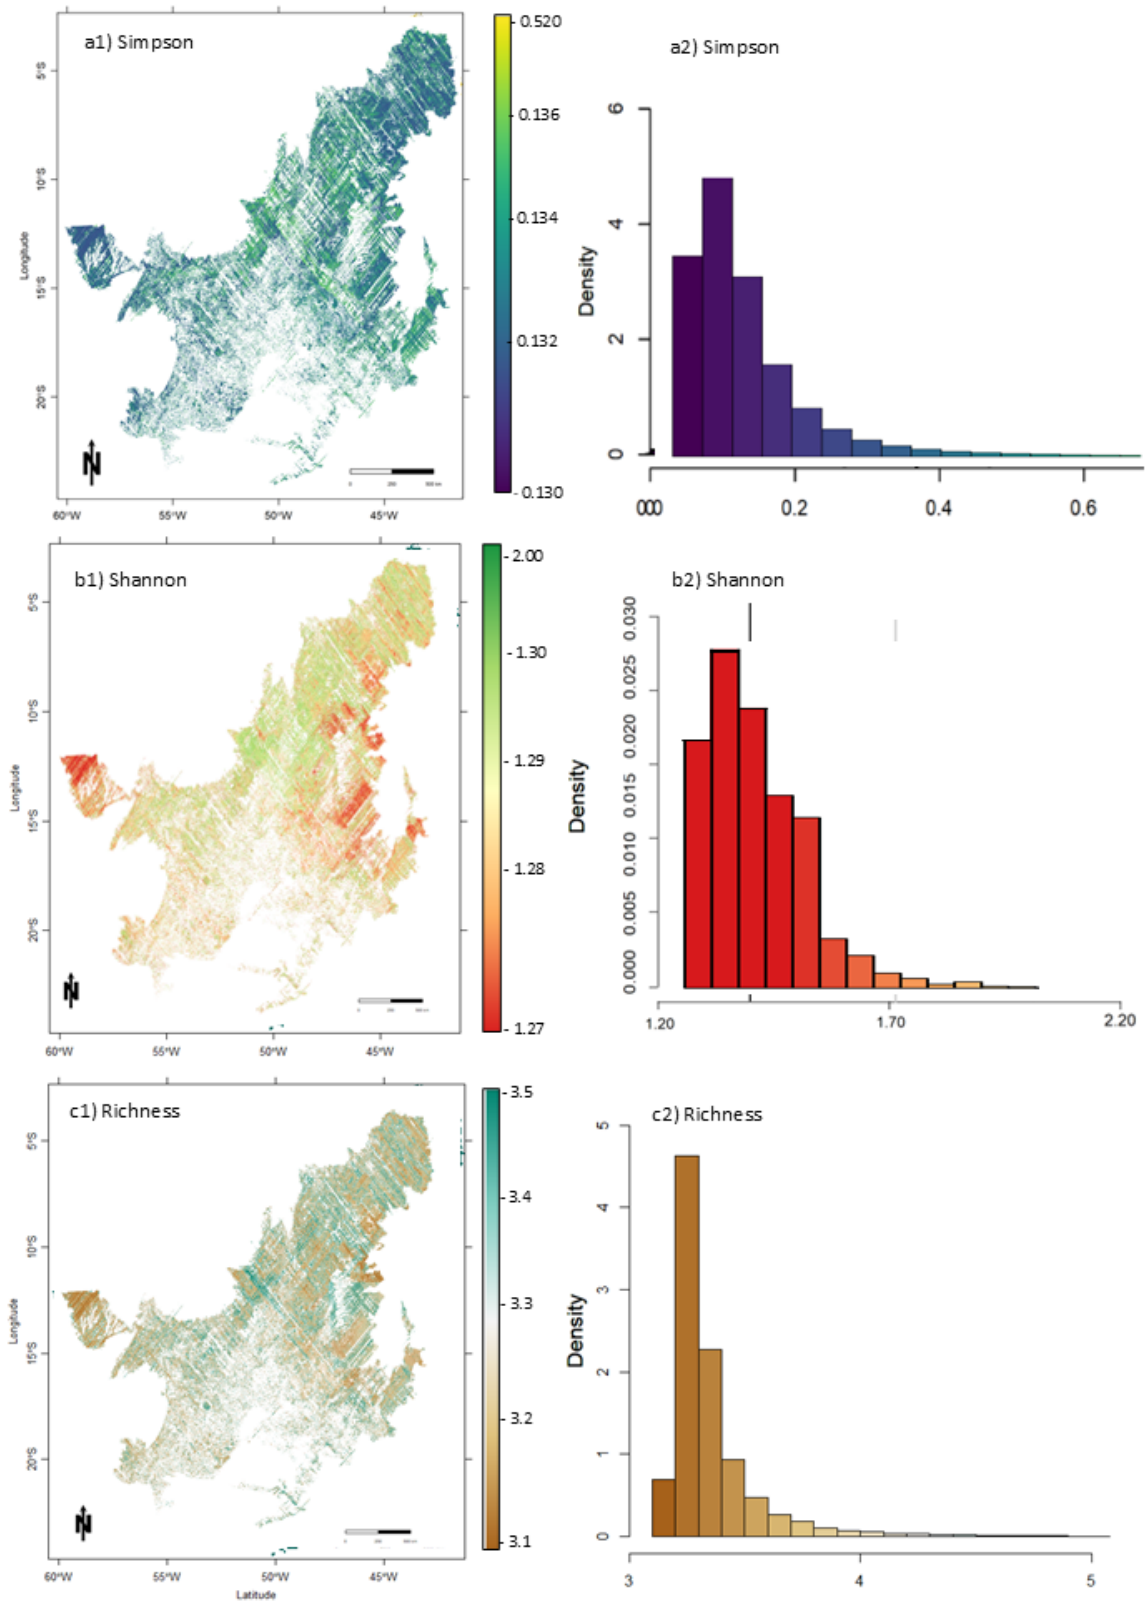 a1) Simpson
5°S
10°S
15°S
20°S
Longitude
N
0
500 km
60°W
55°W
50°W
45°W
0.520
0.136
0.134
0.132
0.130
a2) Simpson
Density
6
4
2
0
000
0.2
0.4
0.6
b1) Shannon
5°S
10°S
15°S
20°S
Longitude
N
60°W
55°W
50°W
45°W
2.00
1.30
1.29
1.28
1.27
b2) Shannon
Density
0.030
0.025
0.020
0.015
0.010
0.005
0.000
1.20
1.70
2.20
c1) Richness
5°S
10°S
15°S
20°S
Longitude
N
60°W
55°W
50°W
45°W
Latitude
3.5
3.4
3.3
3.2
3.1
c2) Richness
Density
5
4
3
2
1
0
3
4
5